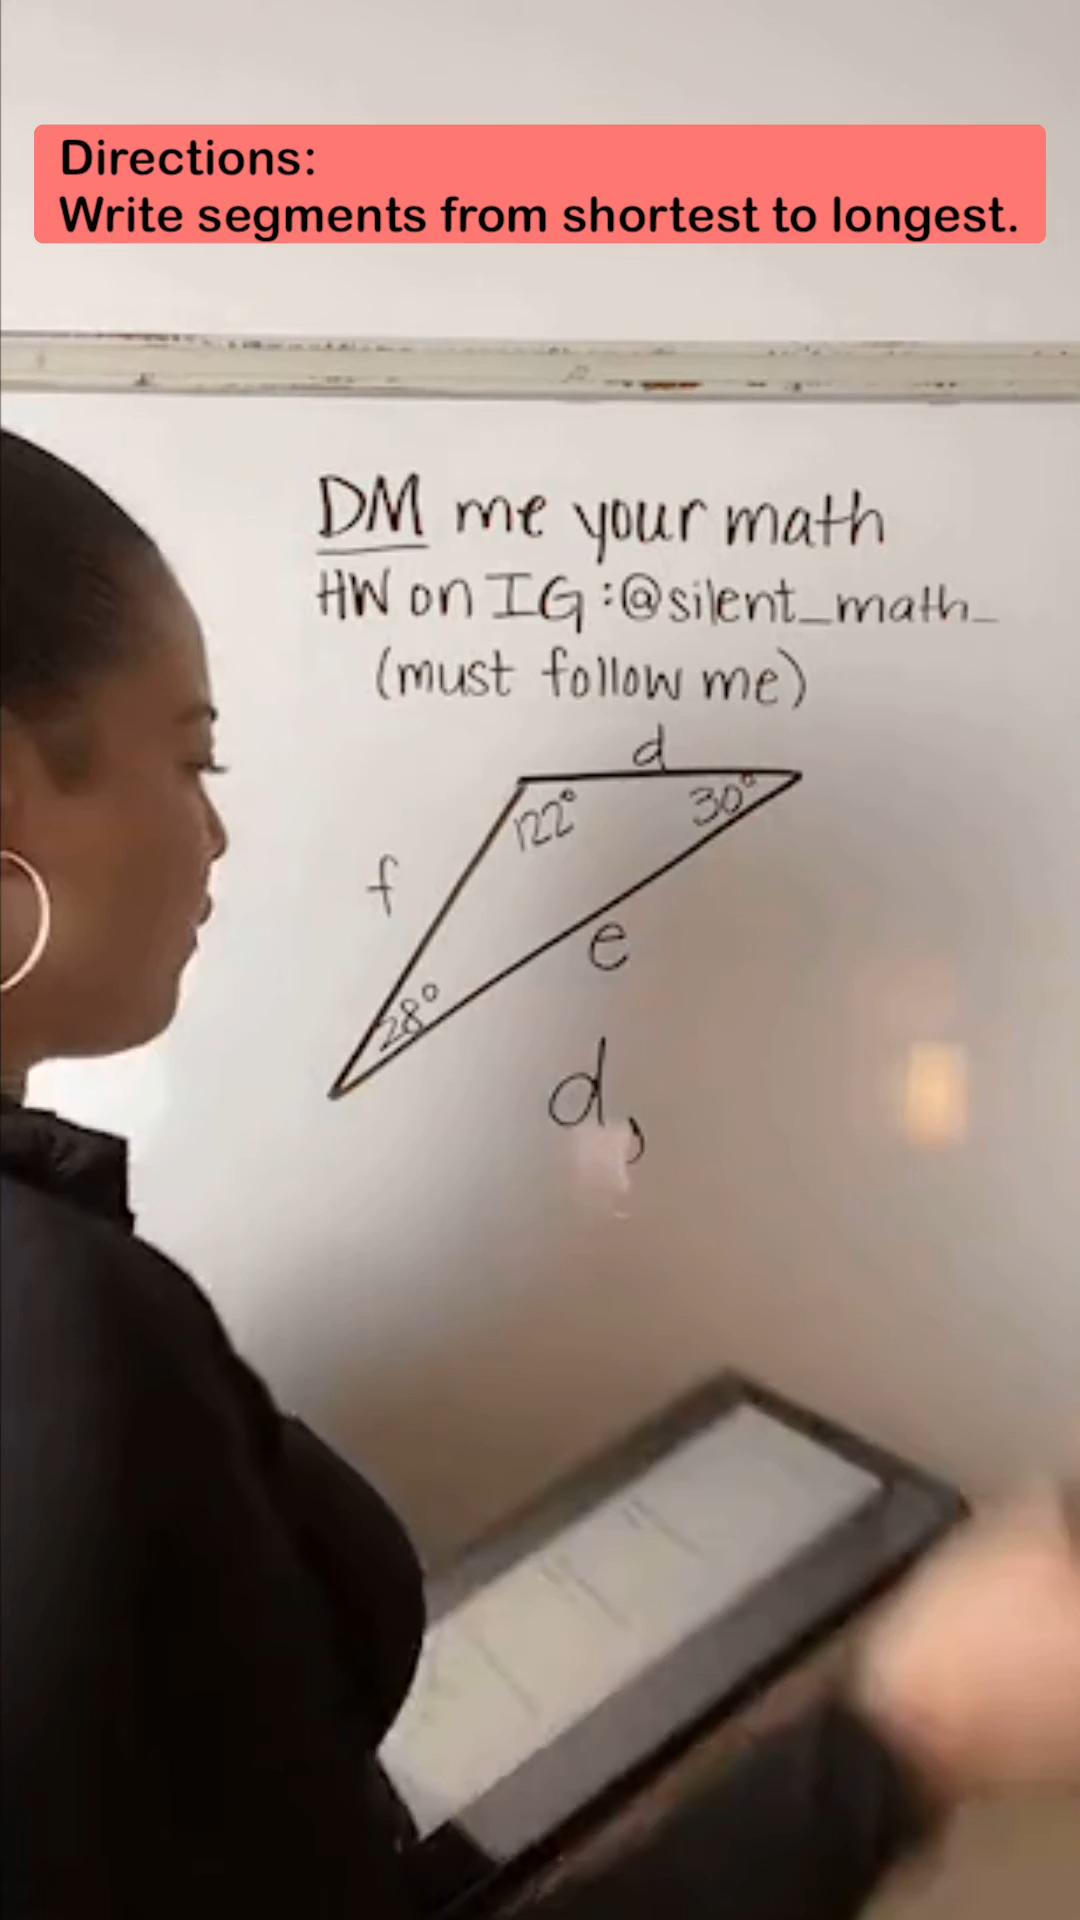 Directions:
Write segments from shortest to longest.
DM me your math
HW on IG:@silent_math_
(must follow me)
d
122° 30°
f
e
28°
d,